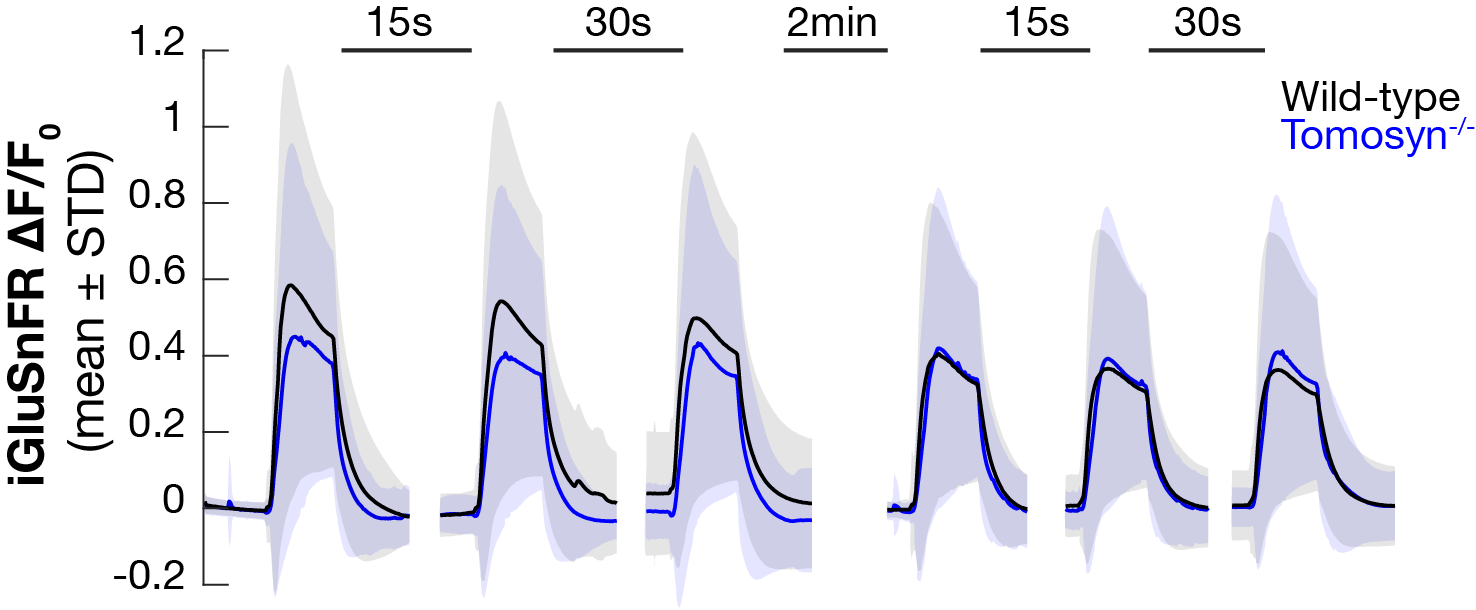 15s 30s 2min 15s 30s
1.2
1
0.8
0.6
0.4
0.2
0
-0.2
iGluSnFR ΔF/F₀
(mean ± STD)
Wild-type
Tomosyn⁻/⁻